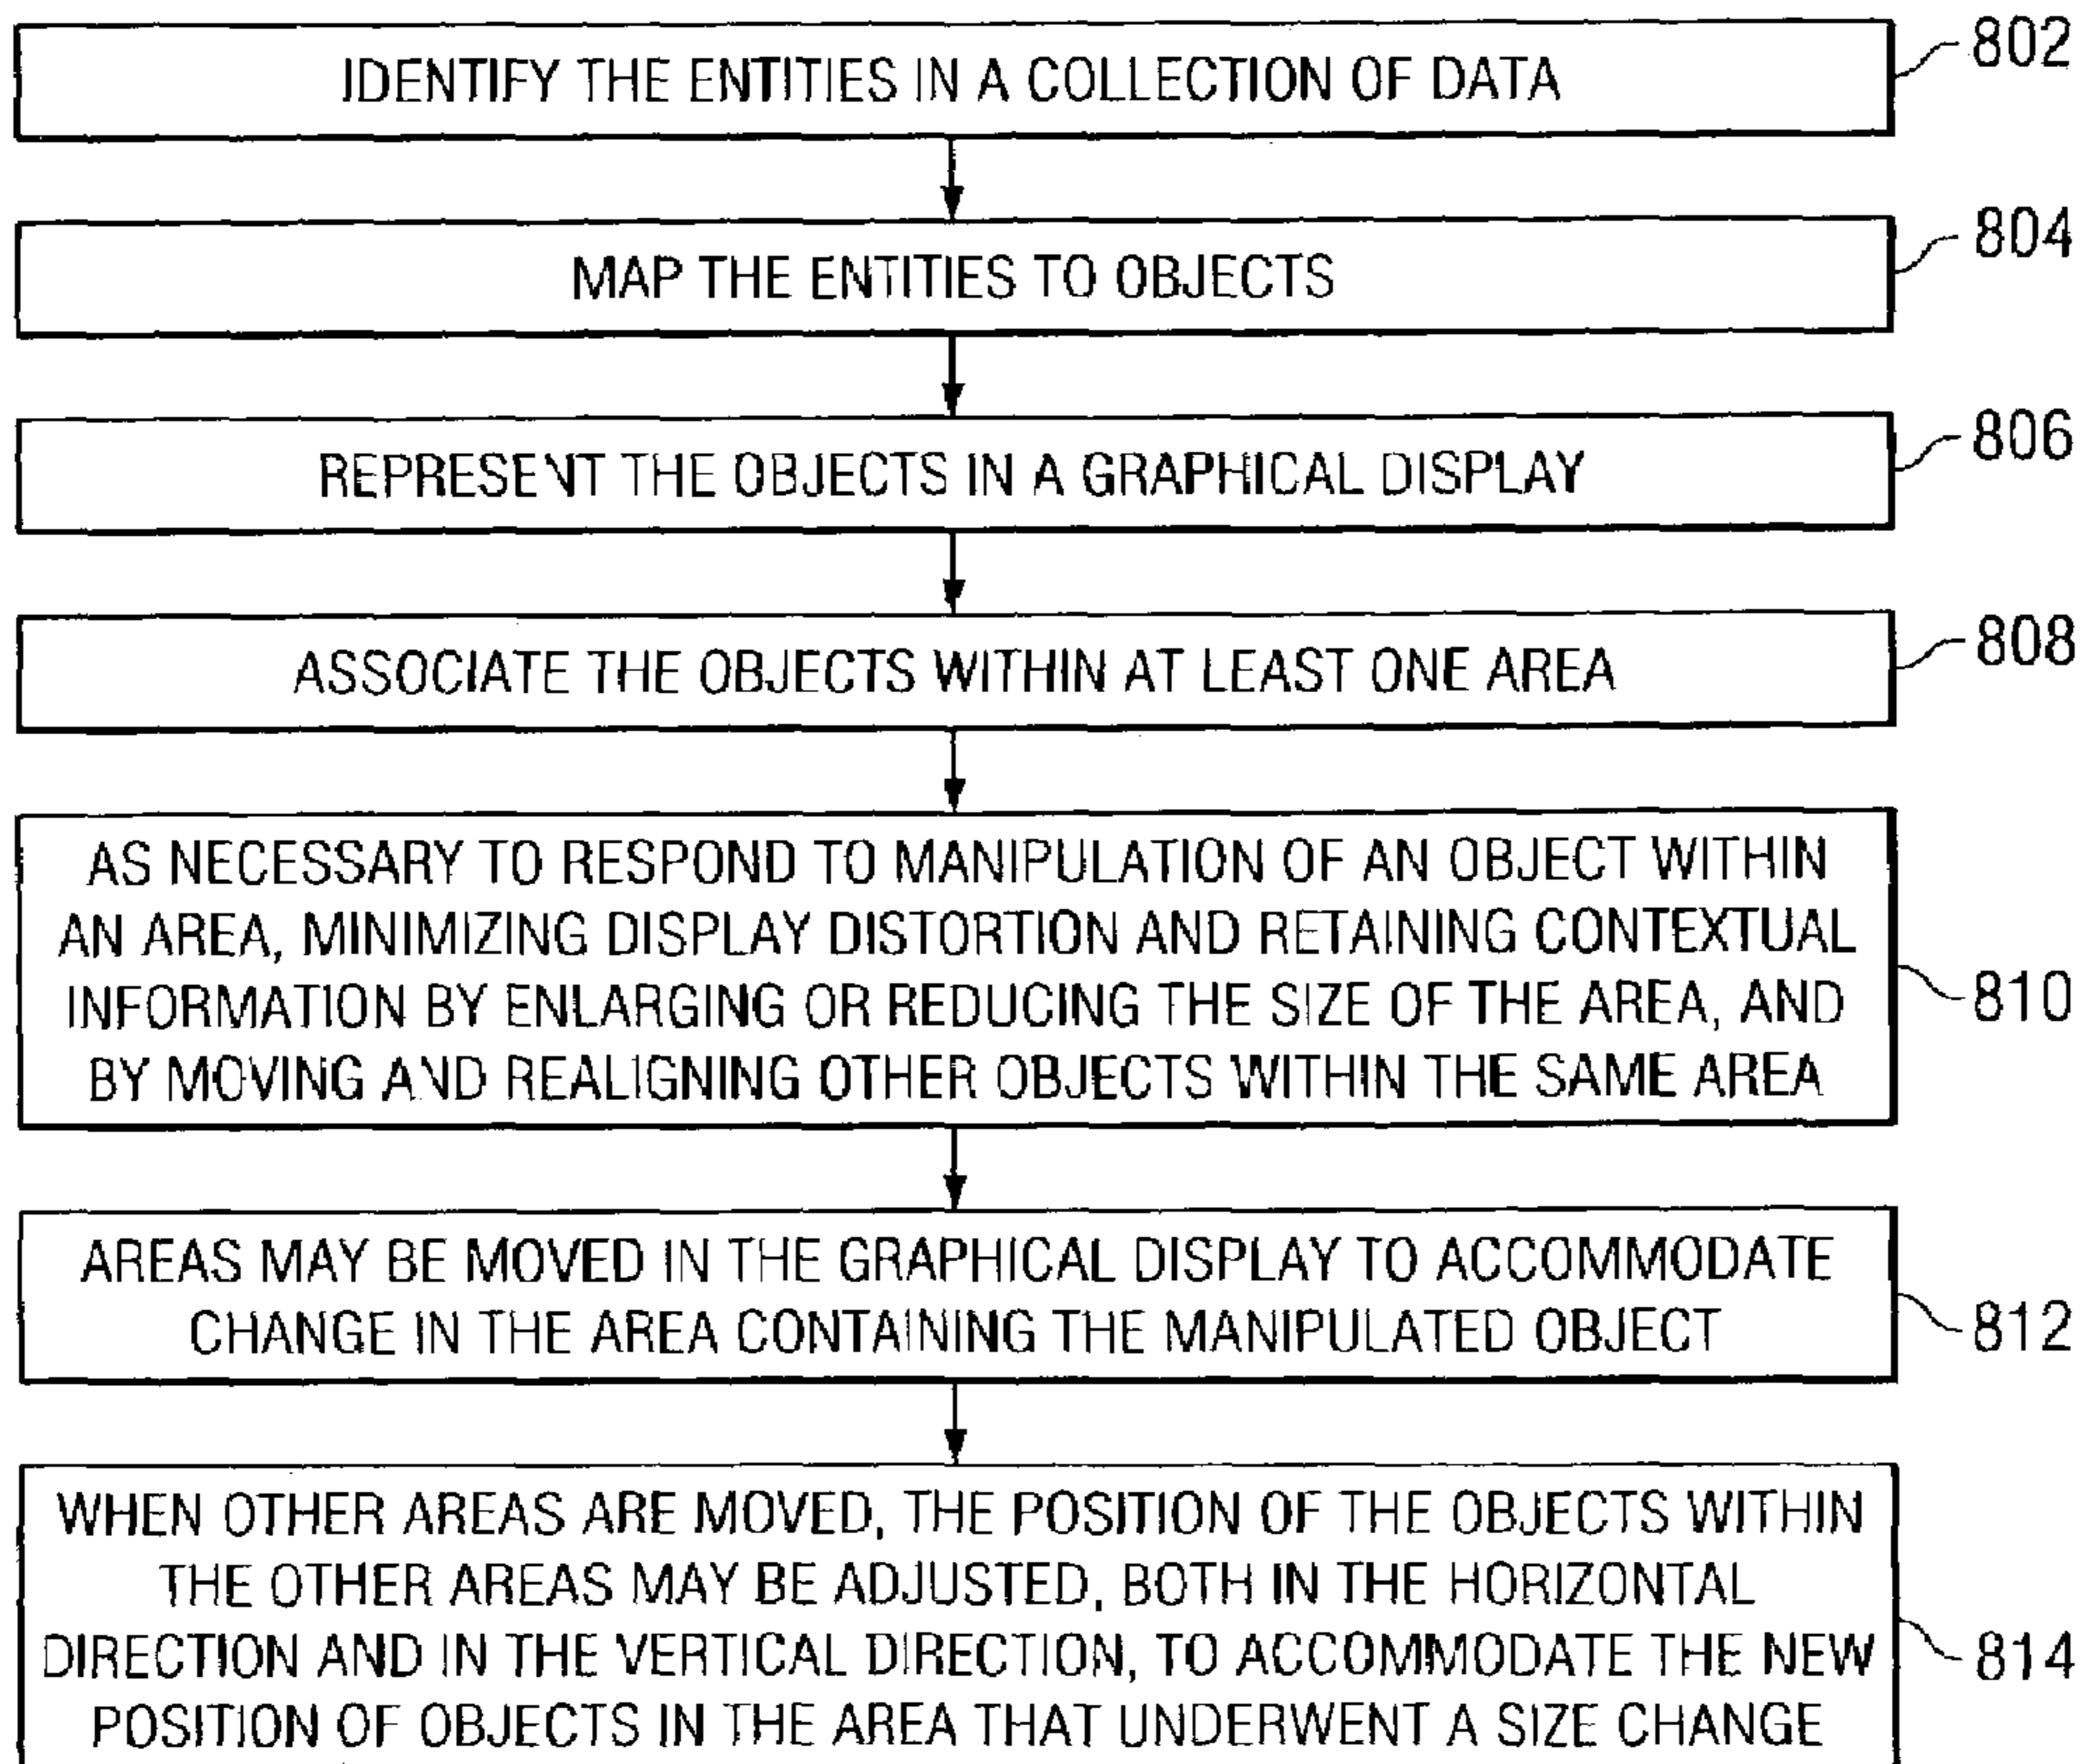 802
IDENTIFY THE ENTITIES IN A COLLECTION OF DATA
804
MAP THE ENTITIES TO OBJECTS
806
REPRESENT THE OBJECTS IN A GRAPHICAL DISPLAY
808
ASSOCIATE THE OBJECTS WITHIN AT LEAST ONE AREA
AS NECESSARY TO RESPOND TO MANIPULATION OF AN OBJECT WITHIN
AN AREA, MINIMIZING DISPLAY DISTORTION AND RETAINING CONTEXTUAL
INFORMATION BY ENLARGING OR REDUCING THE SIZE OF THE AREA, AND
BY MOVING AND REALIGNING OTHER OBJECTS WITHIN THE SAME AREA
810
AREAS MAY BE MOVED IN THE GRAPHICAL DISPLAY TO ACCOMMODATE
CHANGE IN THE AREA CONTAINING THE MANIPULATED OBJECT
812
WHEN OTHER AREAS ARE MOVED, THE POSITION OF THE OBJECTS WITHIN
THE OTHER AREAS MAY BE ADJUSTED, BOTH IN THE HORIZONTAL
DIRECTION AND IN THE VERTICAL DIRECTION, TO ACCOMMODATE THE NEW
POSITION OF OBJECTS IN THE AREA THAT UNDERWENT A SIZE CHANGE
814